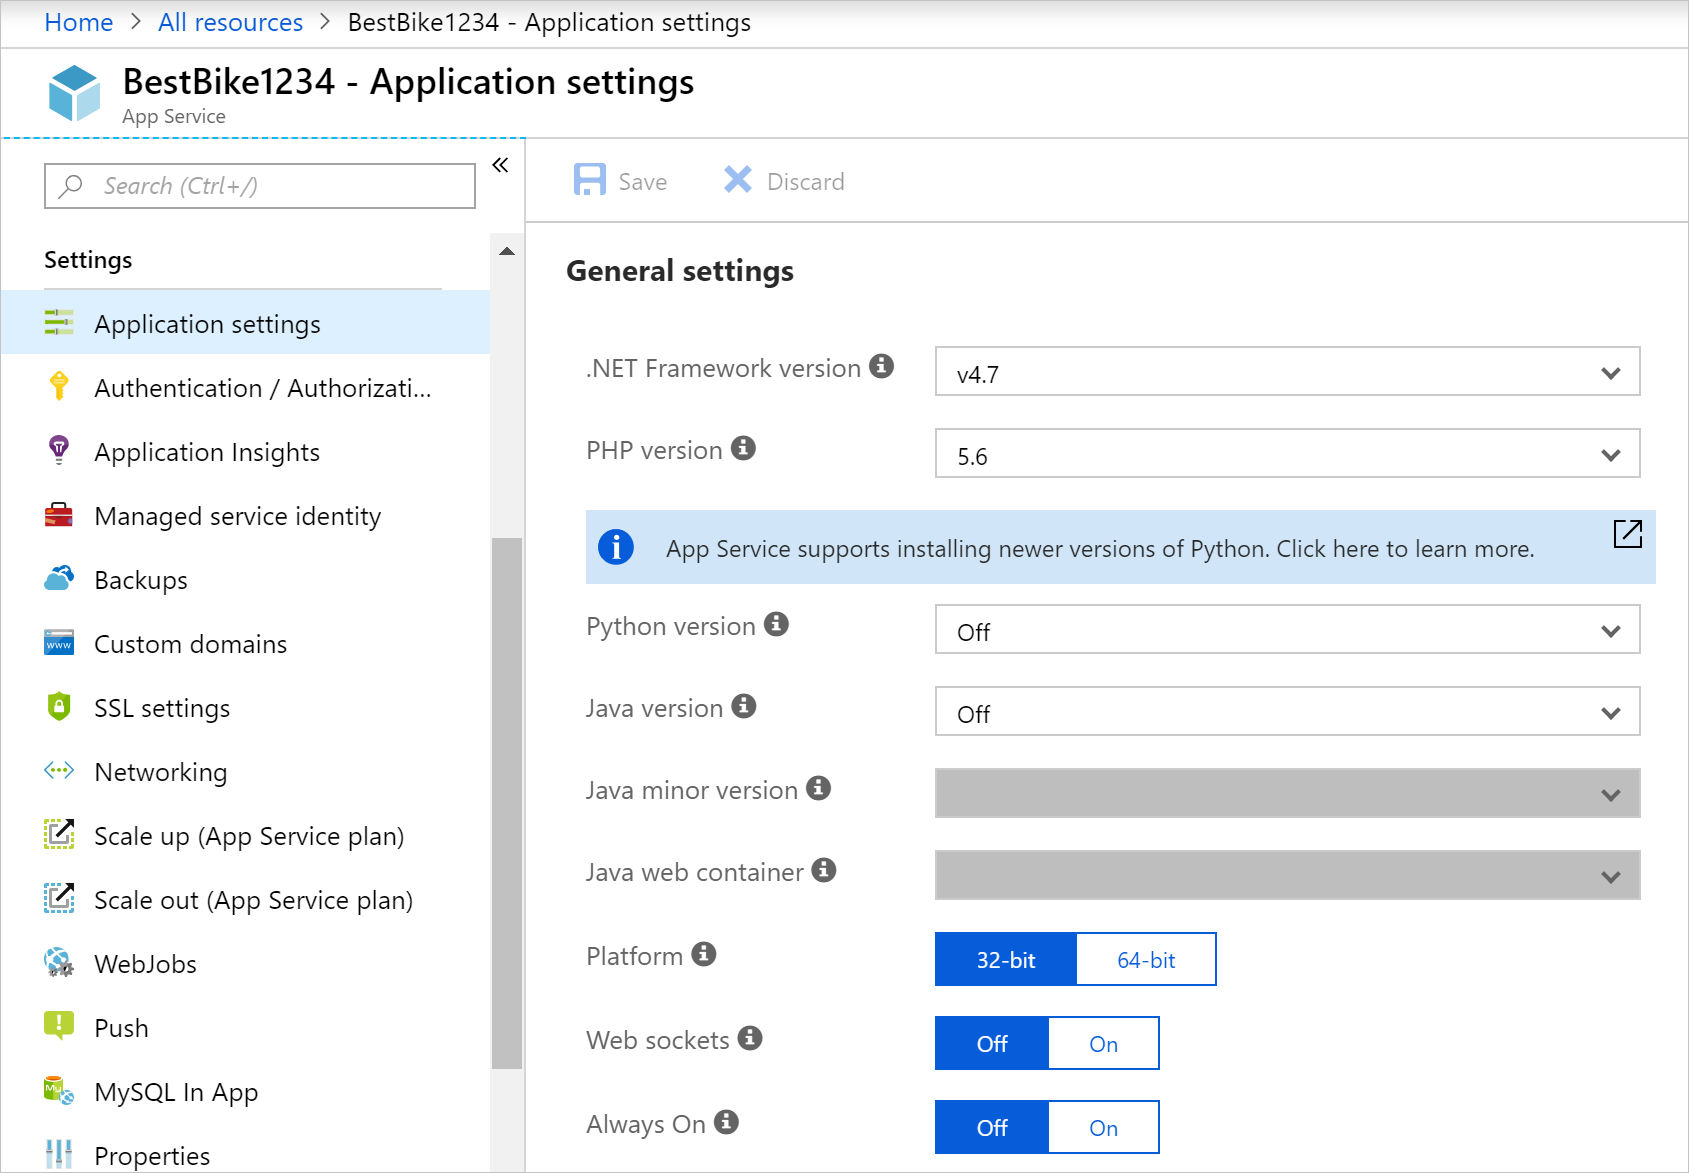 Home > All resources > BestBike1234 - Application settings
BestBike1234 - Application settings
App Service
Search (Ctrl+/)
Settings
Application settings
Authentication / Authorizati...
Application Insights
Managed service identity
Backups
Custom domains
SSL settings
Networking
Scale up (App Service plan)
Scale out (App Service plan)
WebJobs
Push
MySQL In App
Properties
Save Discard
General settings
.NET Framework version v4.7
PHP version 5.6
App Service supports installing newer versions of Python. Click here to learn more.
Python version Off
Java version Off
Java minor version
Java web container
Platform 32-bit 64-bit
Web sockets Off On
Always On Off On